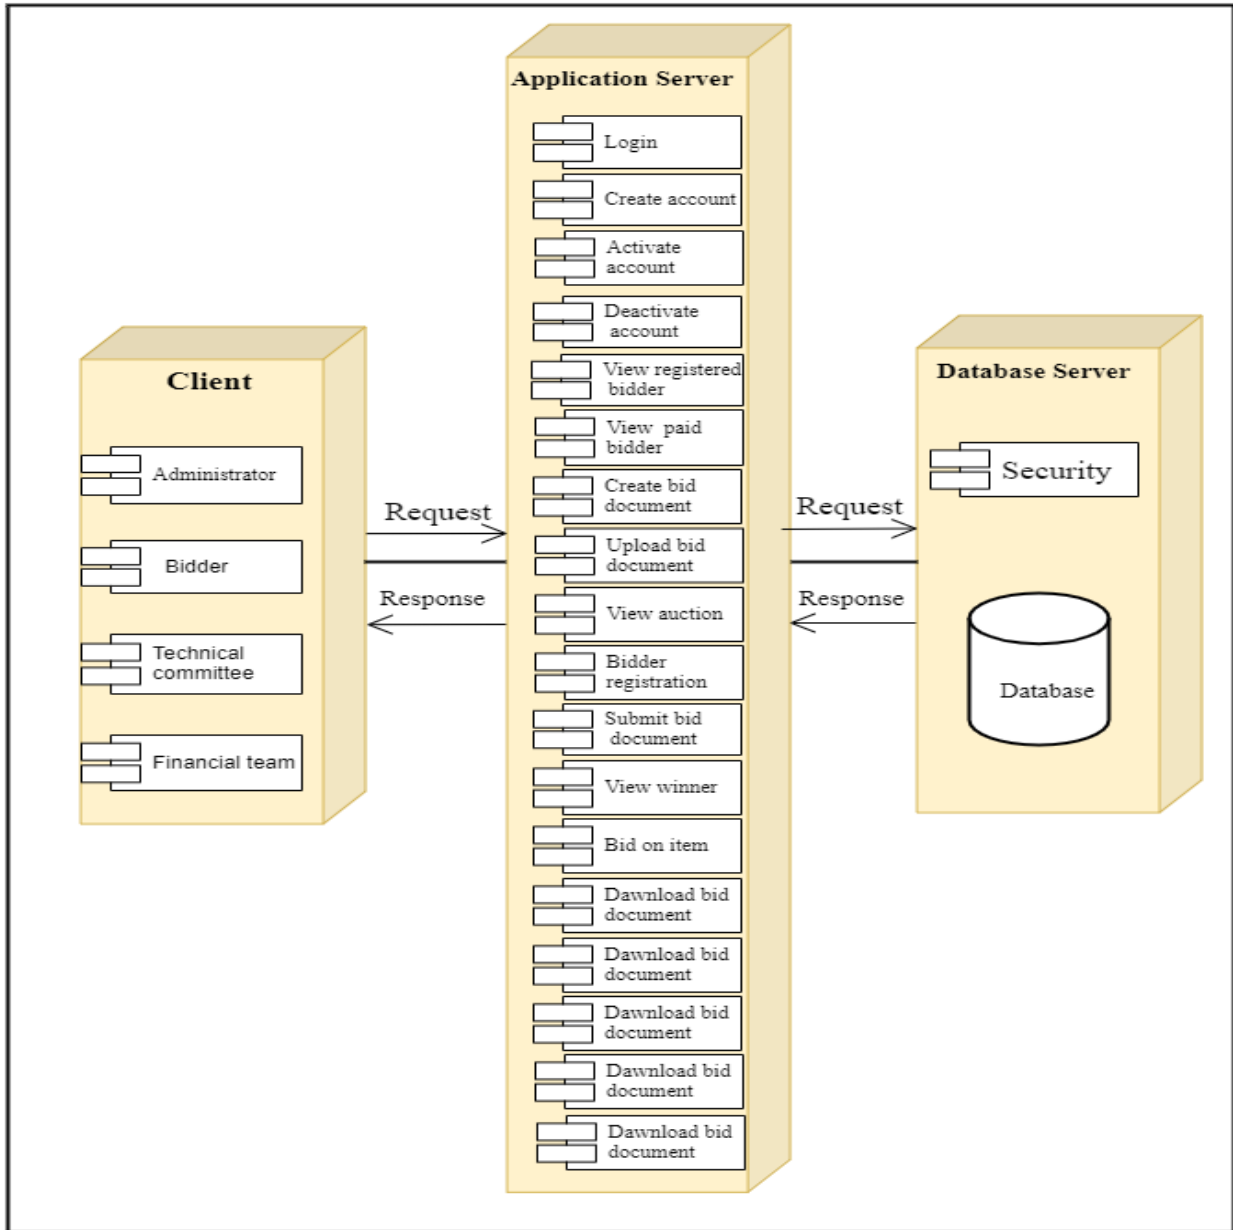 Client
Administrator
Bidder
Technical
committee
Financial team
Request
Response
Application Server
Login
Create account
Activate
account
Deactivate
account
View registered
bidder
View paid
bidder
Create bid
document
Upload bid
document
View auction
Bidder
registration
Submit bid
document
View winner
Bid on item
Dawnload bid
document
Dawnload bid
document
Dawnload bid
document
Dawnload bid
document
Dawnload bid
document
Request
Response
Database Server
Security
Database